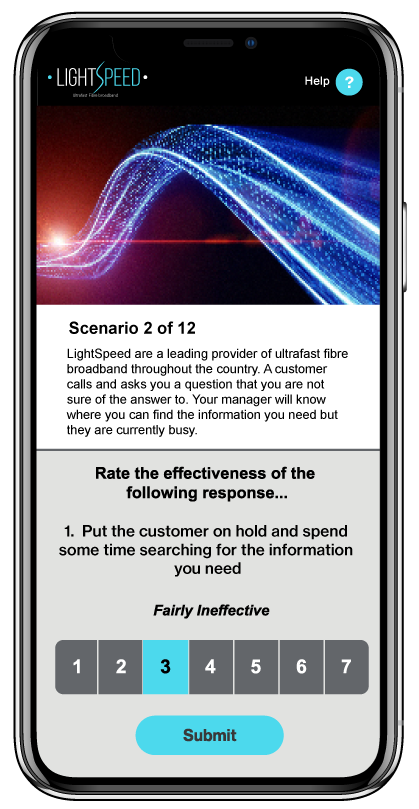 LIGHTSPEED
Ultrafast Fibre broadband
Help ?
Scenario 2 of 12
LightSpeed are a leading provider of ultrafast fibre
broadband throughout the country. A customer
calls and asks you a question that you are not
sure of the answer to. Your manager will know
where you can find the information you need but
they are currently busy.
Rate the effectiveness of the
following response...
1. Put the customer on hold and spend
some time searching for the information
you need
Fairly Ineffective
1 2 3 4 5 6 7
Submit